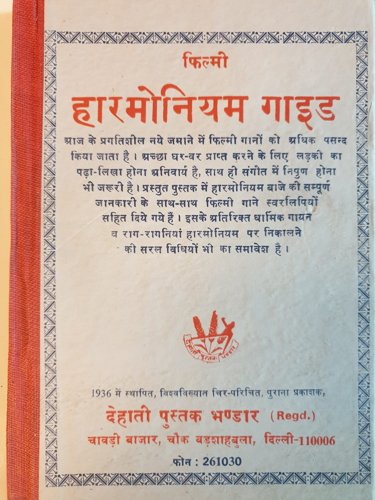 फिल्मी
हारमोनियम गाइड
आज के प्रगतिशील नये जमाने में फिल्मी गानों को अधिक पसन्द
किया जाता है। अच्छा घर-वर प्राप्त करने के लिए लड़की का
पढ़ा-लिखा होना अनिवार्य है, साथ ही संगीत में निपुण होना
भी जरूरी है। प्रस्तुत पुस्तक में हारमोनियम बाजे की सम्पूर्ण
जानकारी के साथ-साथ फिल्मी गाने स्वरलिपियों
सहित दिये गये हैं। इसके अतिरिक्त धार्मिक गायन
व राग-रागनियां हारमोनियम पर निकालने
की सरल विधियों भी का समावेश है।
देहाती पुस्तक भण्डार
1936 में स्थापित, विश्वविख्यात चिर-परिचित, पुराना प्रकाशक,
देहाती पुस्तक भण्डार (Regd.)
चावड़ी बाजार, चौक बड़शाहबुला, दिल्ली-110006
फोन : 261030